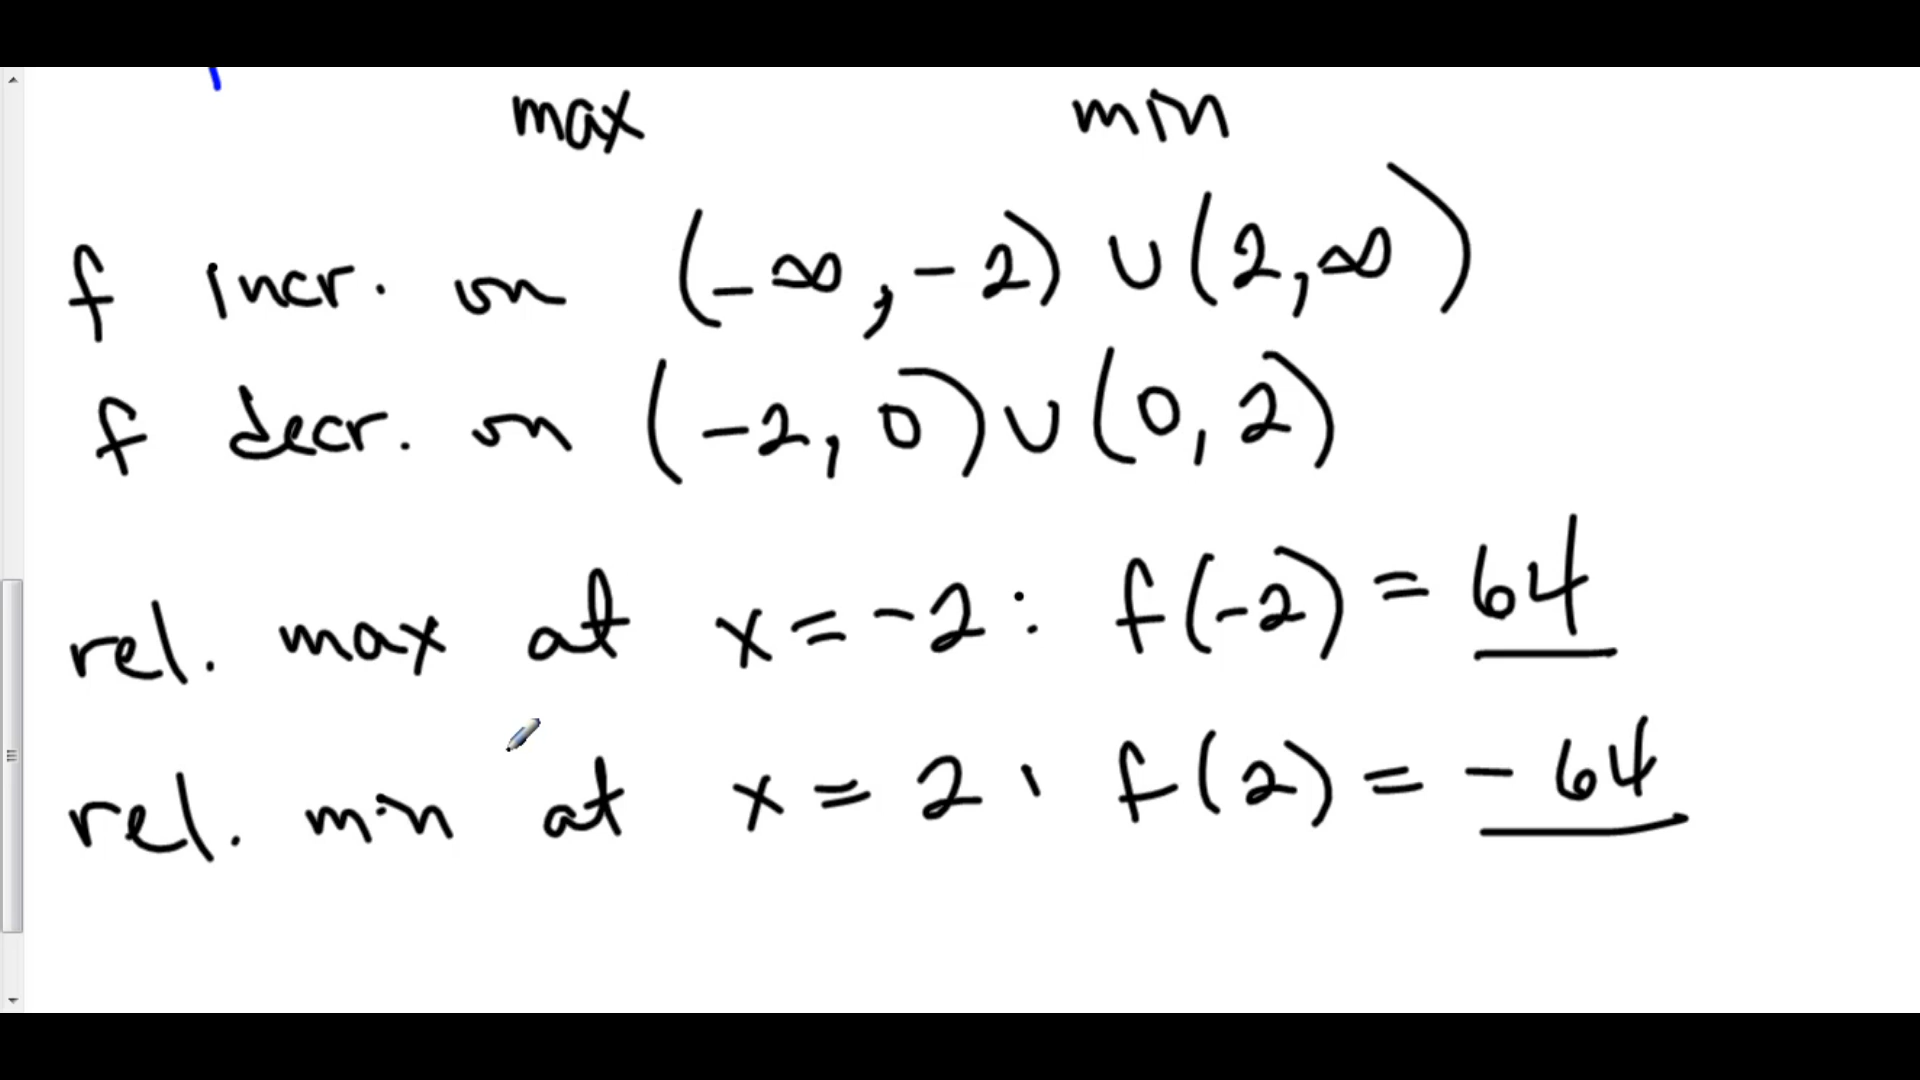 max min
f incr. on (-∞, -2) ∪ (2, ∞)
f decr. on (-2, 0) ∪ (0, 2)
rel. max at x = -2 : f(-2) = 64
rel. min at x = 2 : f(2) = -64